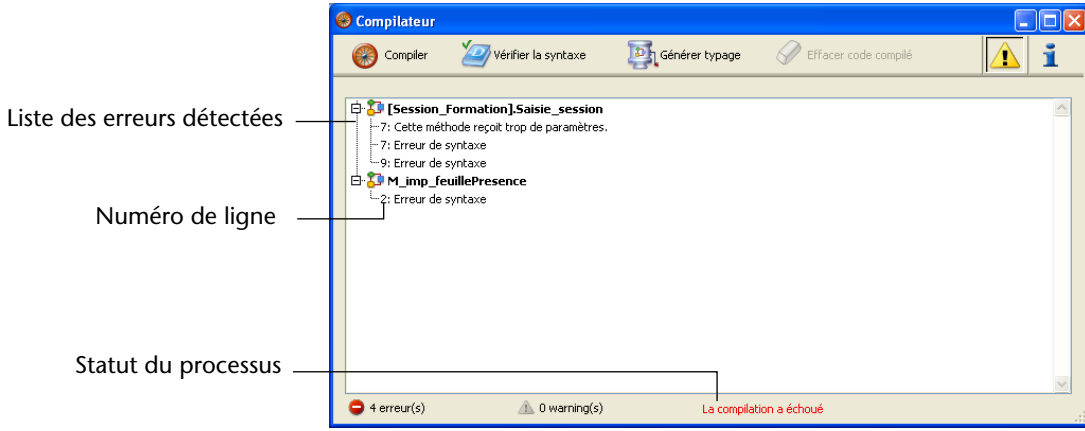 Compilateur
Compiler Vérifier la syntaxe Générer typage Effacer code compilé
Liste des erreurs détectées
[Session_Formation].Saisie_session
7: Cette méthode reçoit trop de paramètres.
7: Erreur de syntaxe
9: Erreur de syntaxe
M_imp_feuillePresence
2: Erreur de syntaxe
Numéro de ligne
Statut du processus
4 erreur(s) 0 warning(s) La compilation a échoué